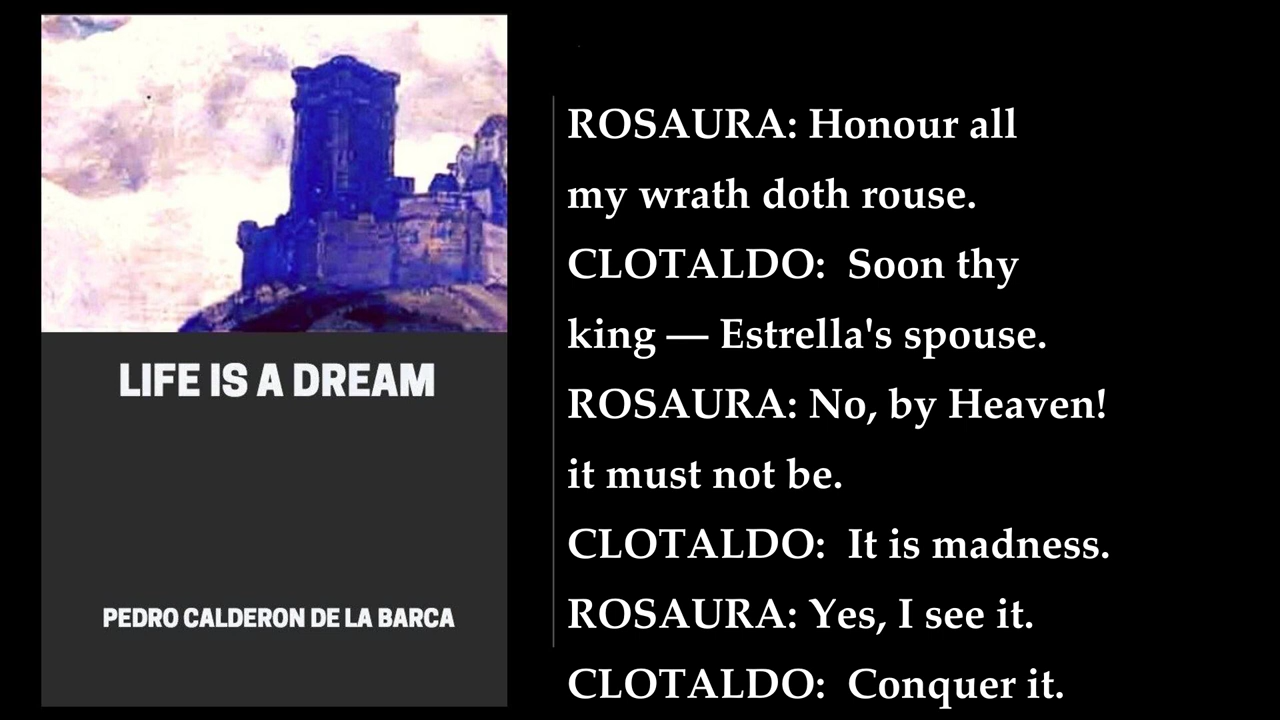 LIFE IS A DREAM
PEDRO CALDERON DE LA BARCA
ROSAURA: Honour all
my wrath doth rouse.
CLOTALDO:  Soon thy
king — Estrella's spouse.
ROSAURA: No, by Heaven!
it must not be.
CLOTALDO:  It is madness.
ROSAURA: Yes, I see it.
CLOTALDO:  Conquer it.